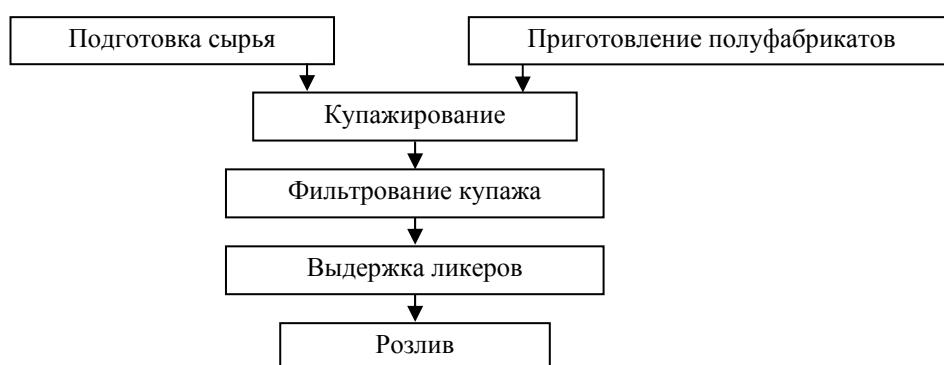 Подготовка сырья
Приготовление полуфабрикатов
Купажирование
Фильтрование купажа
Выдержка ликеров
Розлив